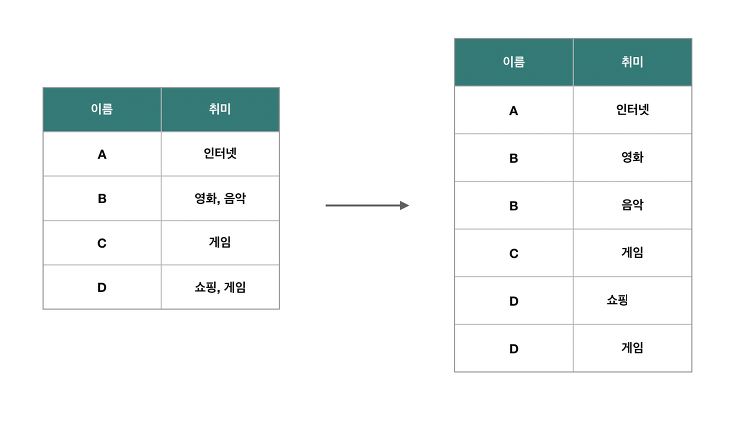 이름 취미
A 인터넷
B 영화, 음악
C 게임
D 쇼핑, 게임
이름 취미
A 인터넷
B 영화
B 음악
C 게임
D 쇼핑
D 게임